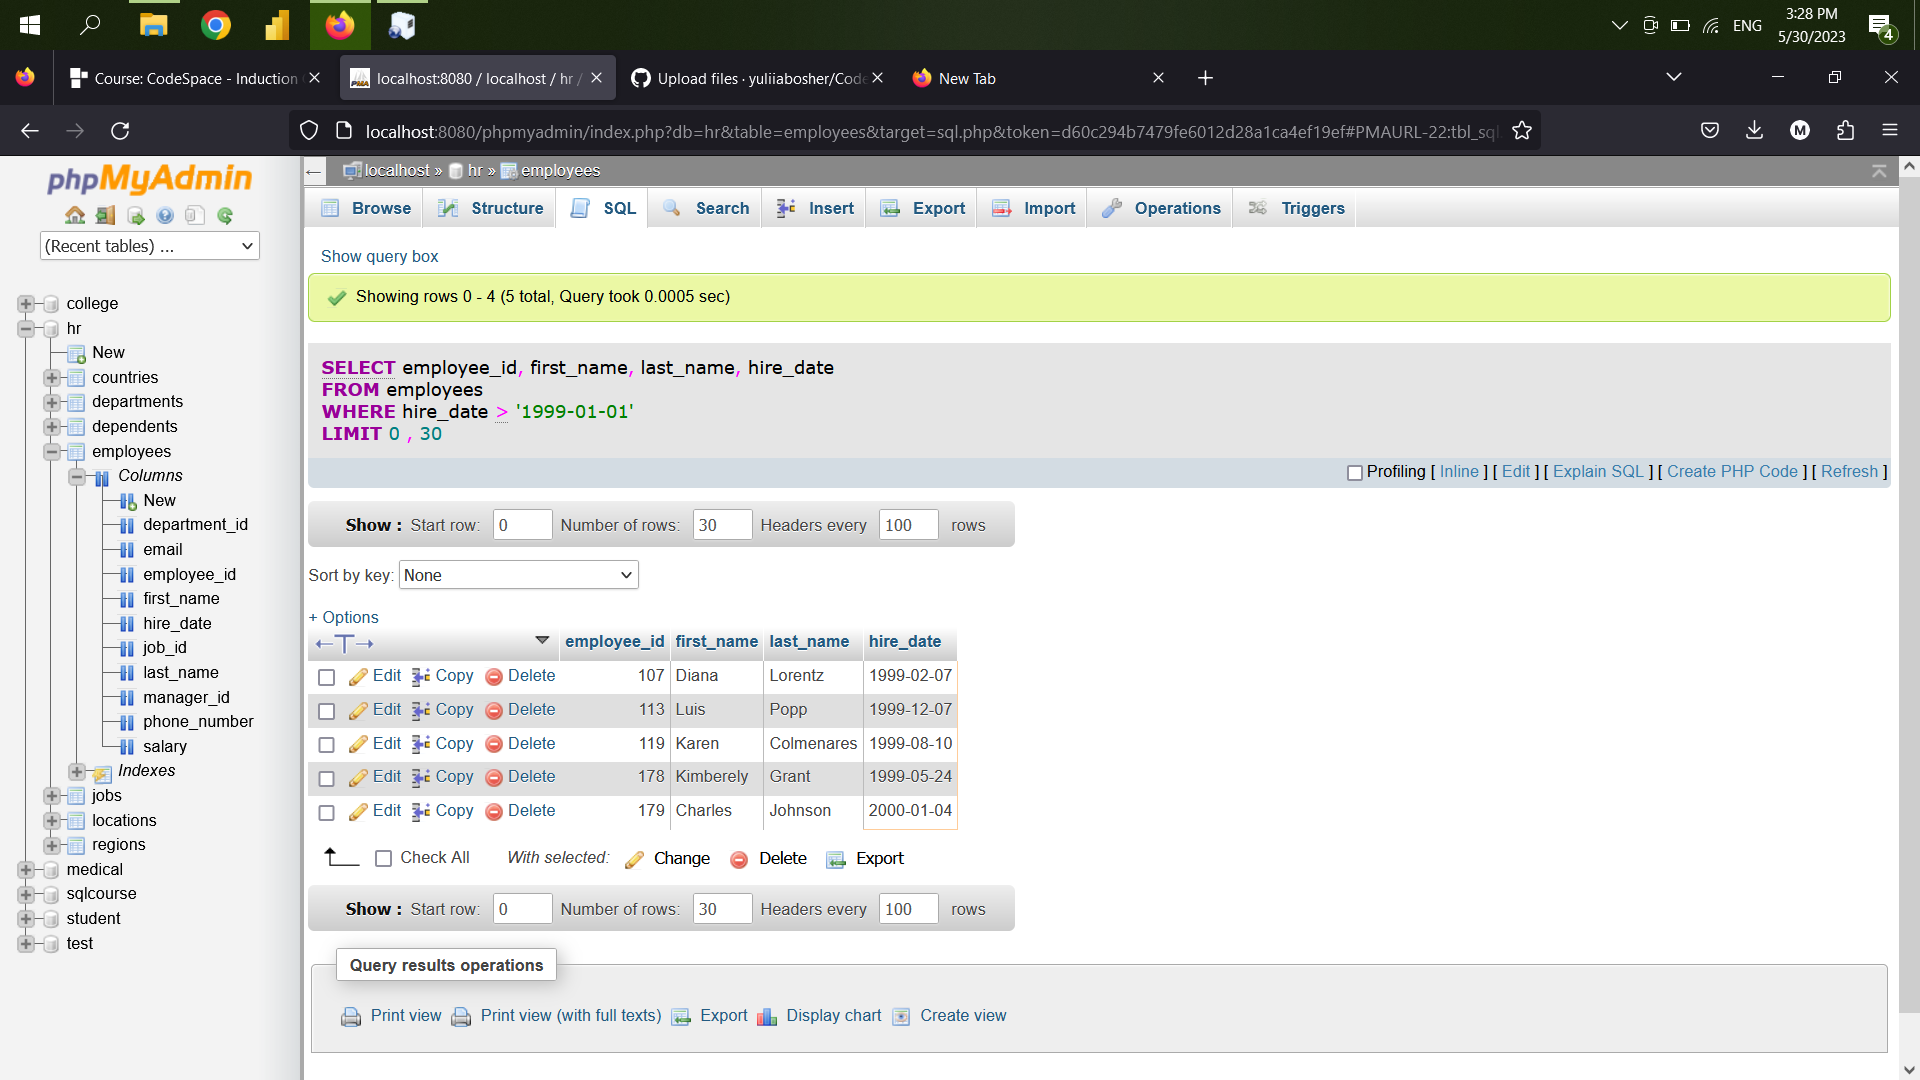 3:28 PM
ENG
5/30/2023
4
Course: CodeSpace - Induction
localhost:8080 / localhost / hr /
Upload files · yuliiabosher/Code
New Tab
localhost:8080/phpmyadmin/index.php?db=hr&table=employees&target=sql.php&token=d60c294b7479fe6012d28a1ca4ef19ef#PMAURL-22:tbl_sql
M
phpMyAdmin
(Recent tables) ...
college
hr
New
countries
departments
dependents
employees
Columns
New
department_id
email
employee_id
first_name
hire_date
job_id
last_name
manager_id
phone_number
salary
Indexes
jobs
locations
regions
medical
sqlcourse
student
test
localhost » hr » employees
Browse Structure SQL Search Insert Export Import Operations Triggers
Show query box
Showing rows 0 - 4 (5 total, Query took 0.0005 sec)
SELECT employee_id, first_name, last_name, hire_date
FROM employees
WHERE hire_date > '1999-01-01'
LIMIT 0 , 30
Profiling [ Inline ] [ Edit ] [ Explain SQL ] [ Create PHP Code ] [ Refresh ]
Show : Start row: 0 Number of rows: 30 Headers every 100 rows
Sort by key: None
+ Options
employee_id first_name last_name hire_date
Edit Copy Delete 107 Diana Lorentz 1999-02-07
Edit Copy Delete 113 Luis Popp 1999-12-07
Edit Copy Delete 119 Karen Colmenares 1999-08-10
Edit Copy Delete 178 Kimberely Grant 1999-05-24
Edit Copy Delete 179 Charles Johnson 2000-01-04
Check All With selected: Change Delete Export
Show : Start row: 0 Number of rows: 30 Headers every 100 rows
Query results operations
Print view Print view (with full texts) Export Display chart Create view